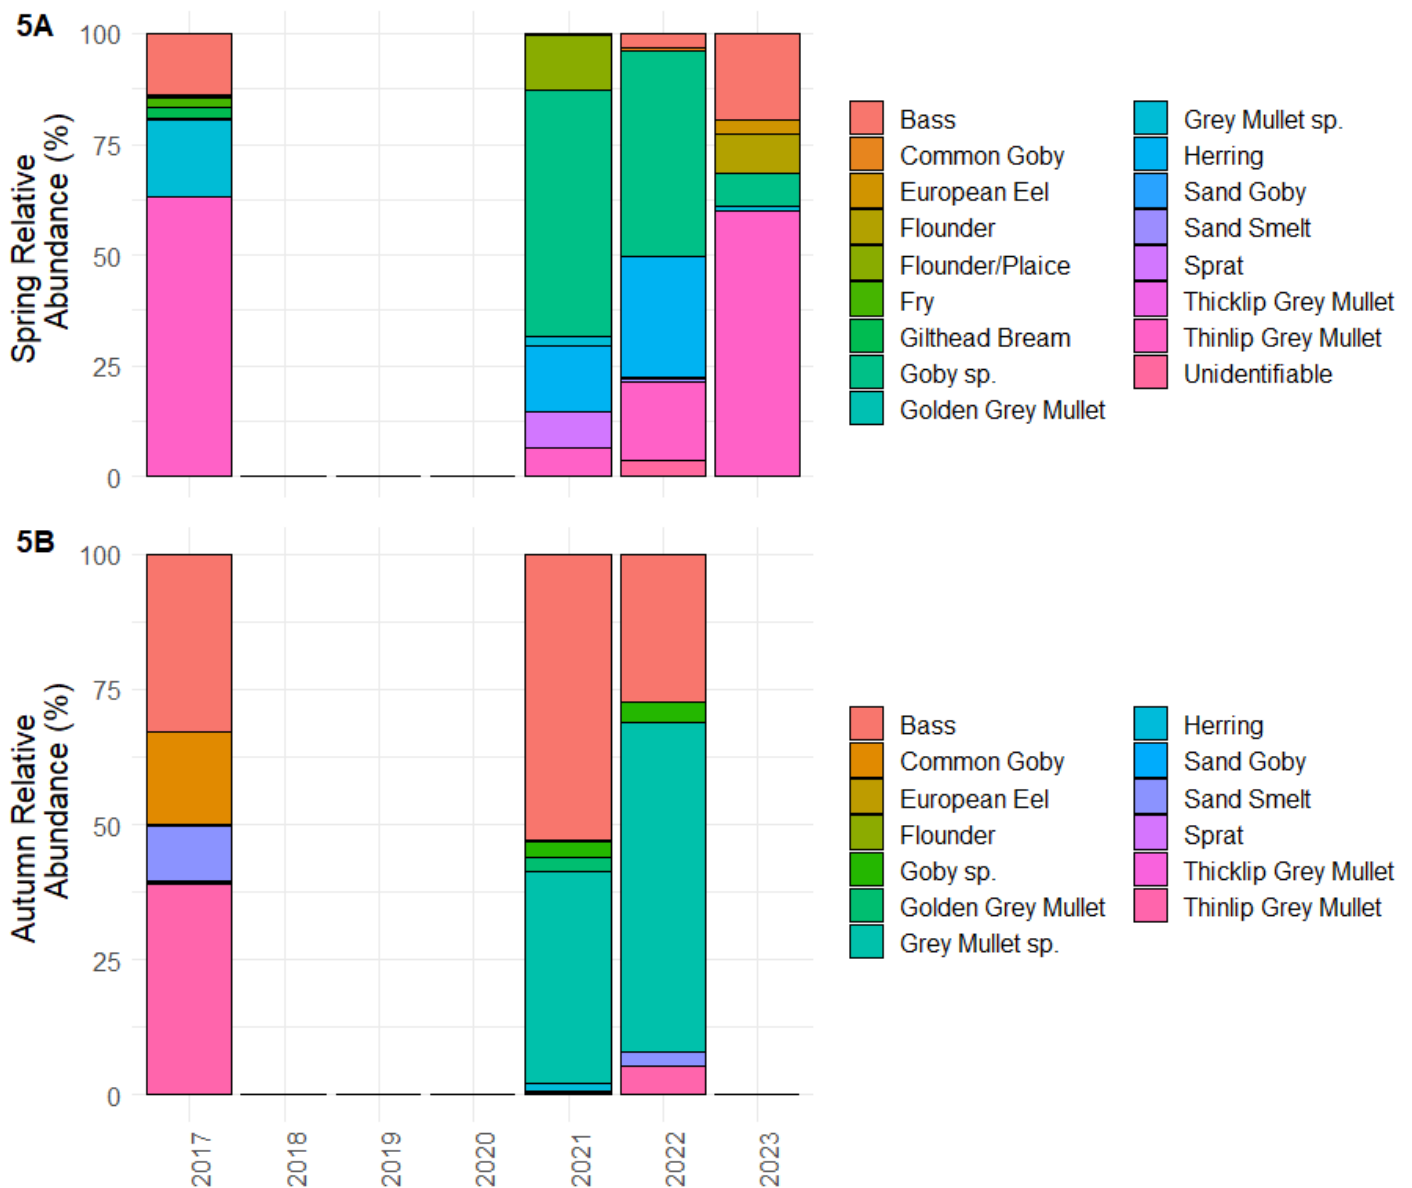 5A
Spring Relative
Abundance (%)
100
75
50
25
0
Bass
Common Goby
European Eel
Flounder
Flounder/Plaice
Fry
Gilthead Bream
Goby sp.
Golden Grey Mullet
Grey Mullet sp.
Herring
Sand Goby
Sand Smelt
Sprat
Thicklip Grey Mullet
Thinlip Grey Mullet
Unidentifiable
5B
Autumn Relative
Abundance (%)
100
75
50
25
0
2017
2018
2019
2020
2021
2022
2023
Bass
Common Goby
European Eel
Flounder
Goby sp.
Golden Grey Mullet
Grey Mullet sp.
Herring
Sand Goby
Sand Smelt
Sprat
Thicklip Grey Mullet
Thinlip Grey Mullet